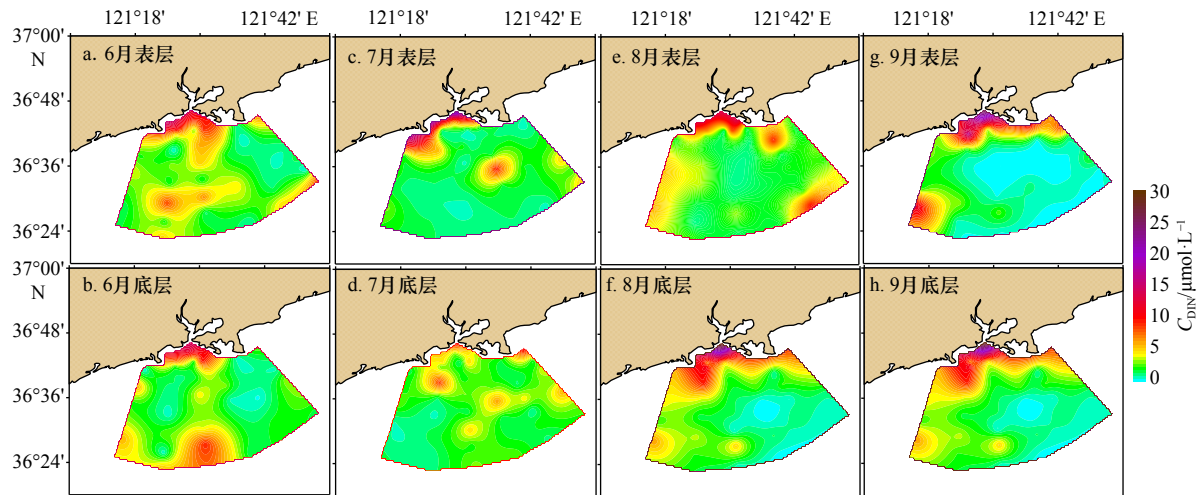 121°18' 121°42' E 121°18' 121°42' E 121°18' 121°42' E 121°18' 121°42' E
37°00'
N
36°48'
36°36'
36°24'
a. 6月表层
c. 7月表层
e. 8月表层
g. 9月表层
37°00'
N
36°48'
36°36'
36°24'
b. 6月底层
d. 7月底层
f. 8月底层
h. 9月底层
30
25
20
15
10
5
0
C_DIN/μmol·L⁻¹